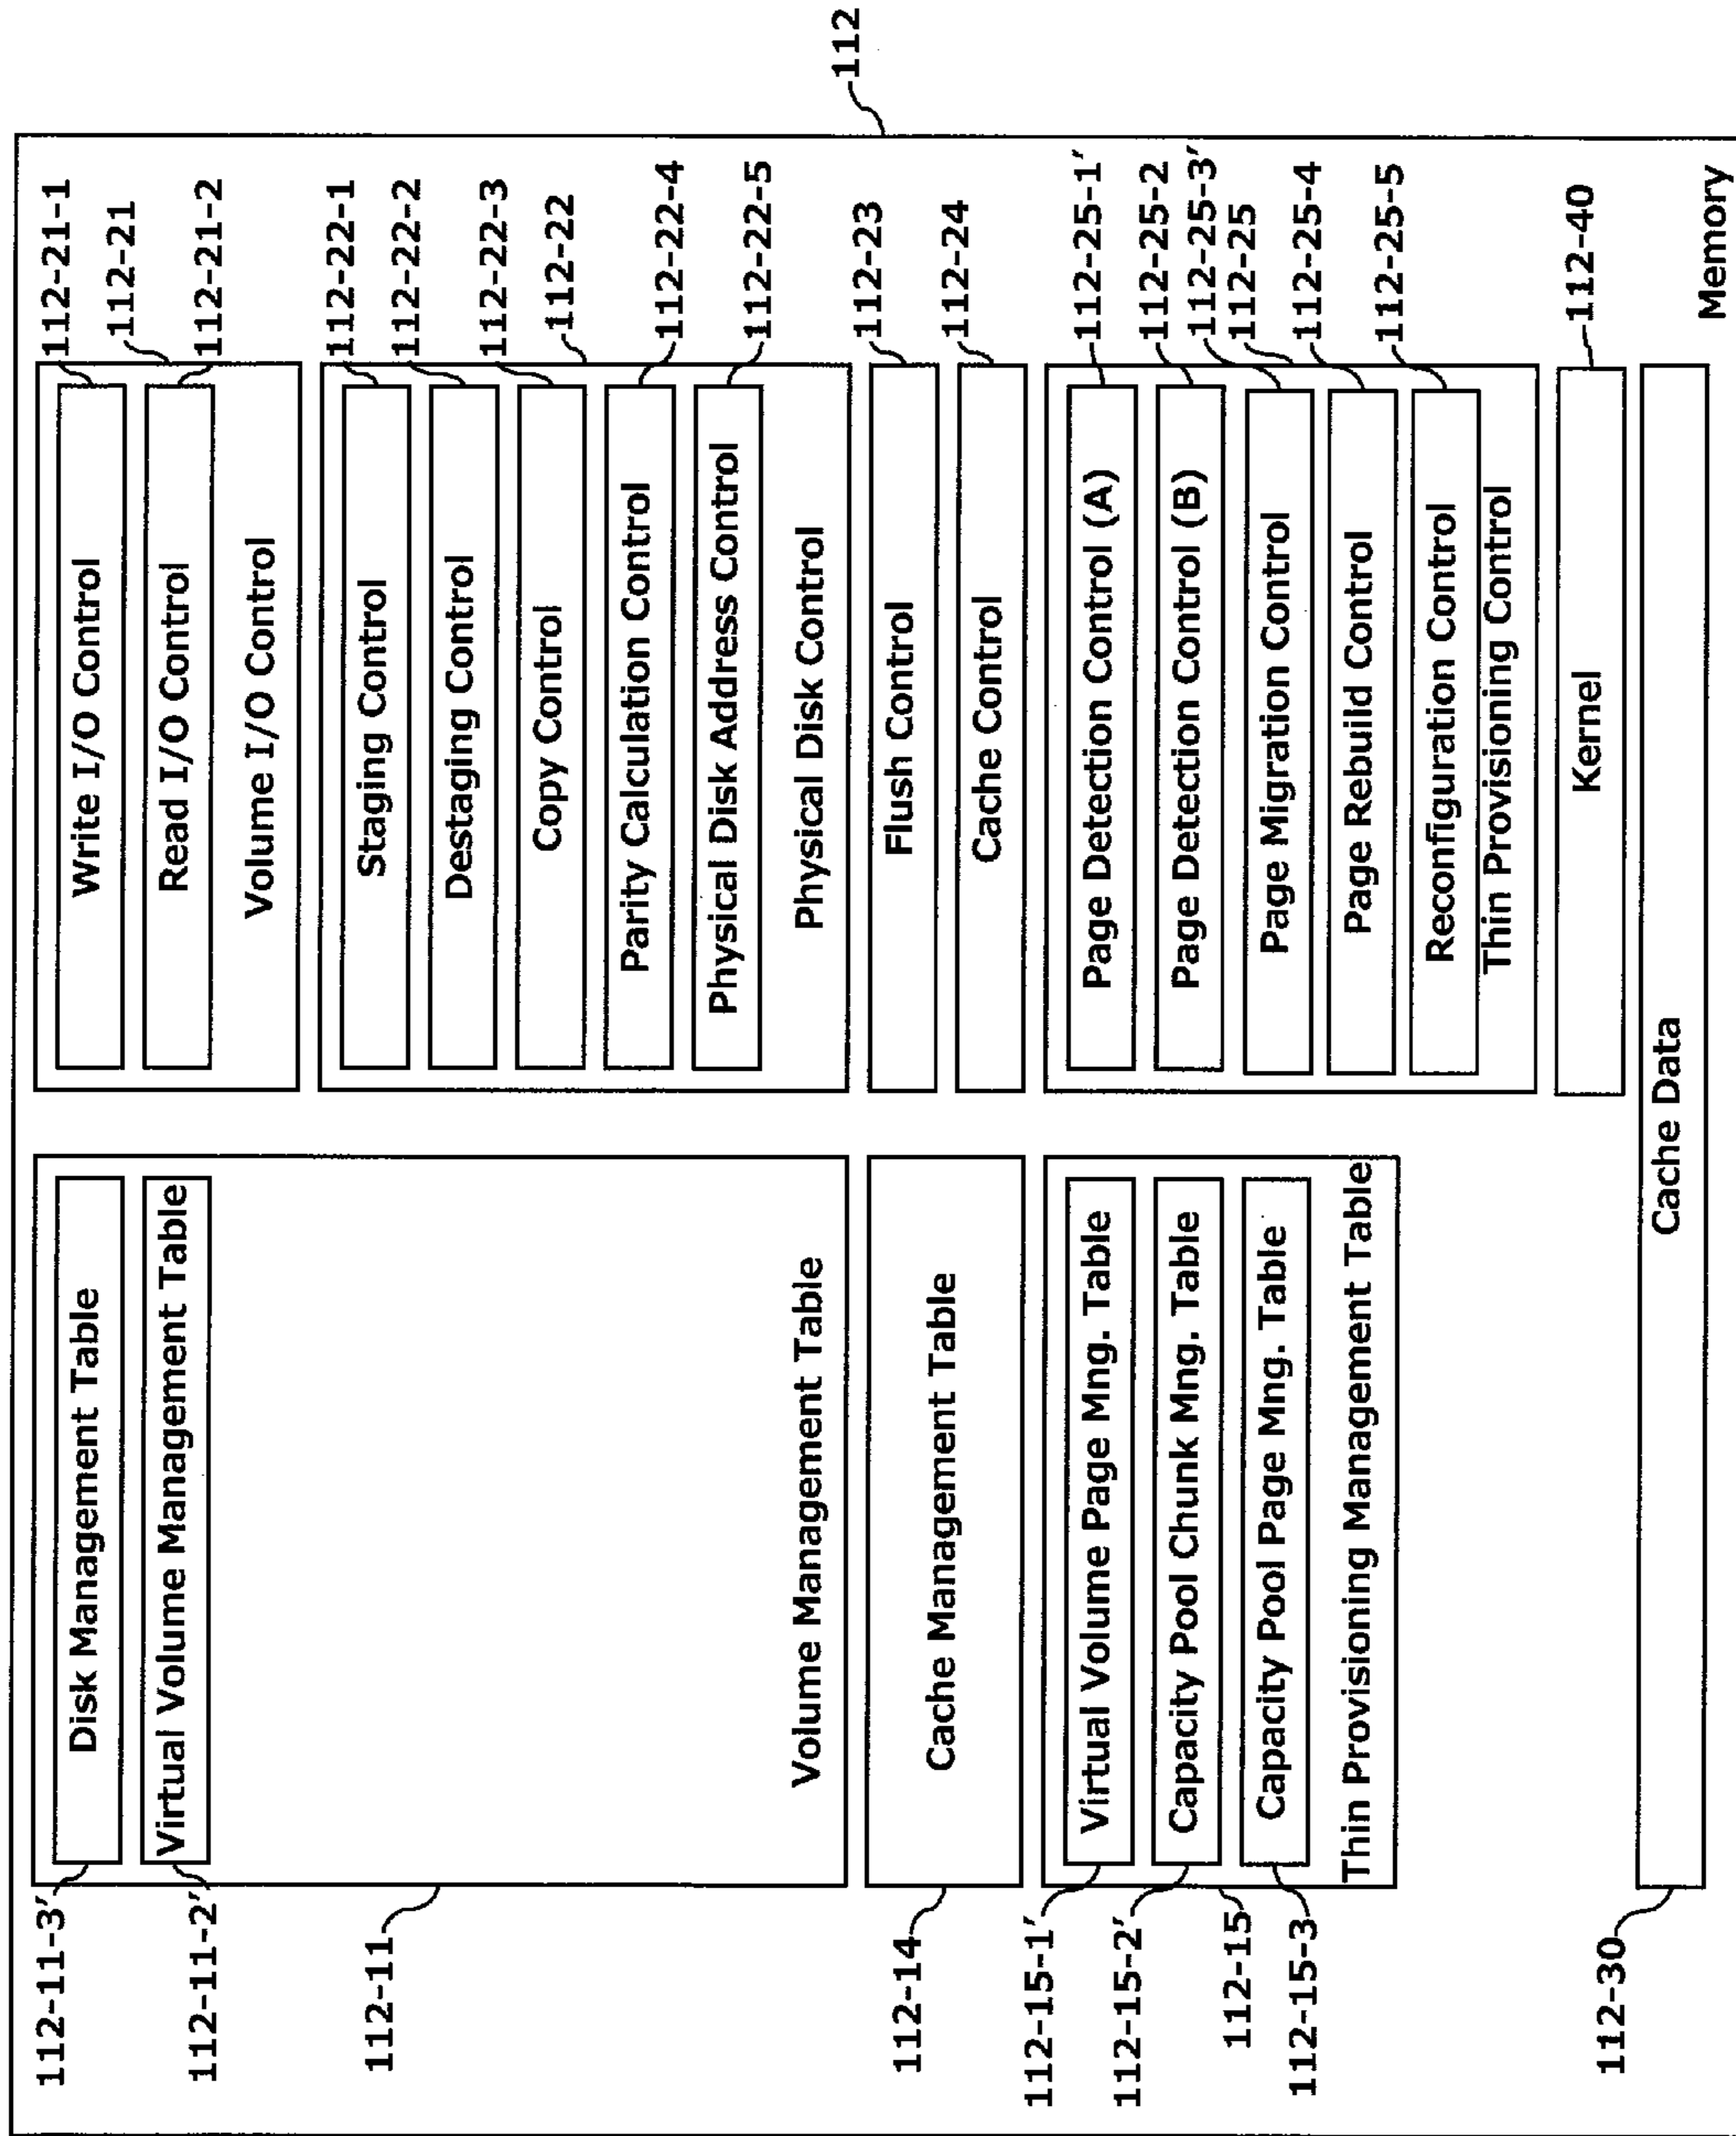 112-11-3'
Disk Management Table
112-11-2'
Virtual Volume Management Table
112-11
Volume Management Table
112-14
Cache Management Table
112-15-1'
Virtual Volume Page Mng. Table
112-15-2'
Capacity Pool Chunk Mng. Table
112-15
112-15-3
Capacity Pool Page Mng. Table
Thin Provisioning Management Table
112-30
Cache Data
Write I/O Control
112-21-1
112-21
Read I/O Control
112-21-2
Volume I/O Control
Staging Control
112-22-1
Destaging Control
112-22-2
Copy Control
112-22-3
112-22
Parity Calculation Control
112-22-4
Physical Disk Address Control
112-22-5
Physical Disk Control
Flush Control
112-23
Cache Control
112-24
Page Detection Control (A)
112-25-1'
Page Detection Control (B)
112-25-2
Page Migration Control
112-25-3'
112-25
Page Rebuild Control
112-25-4
Reconfiguration Control
112-25-5
Thin Provisioning Control
Kernel
112-40
Memory
112